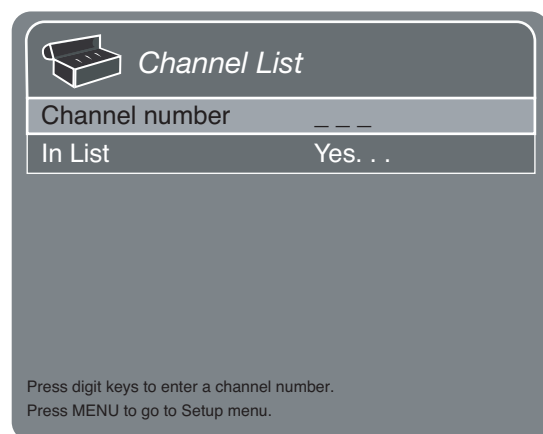 Channel List
Channel number _ _ _
In List Yes. . .
Press digit keys to enter a channel number.
Press MENU to go to Setup menu.